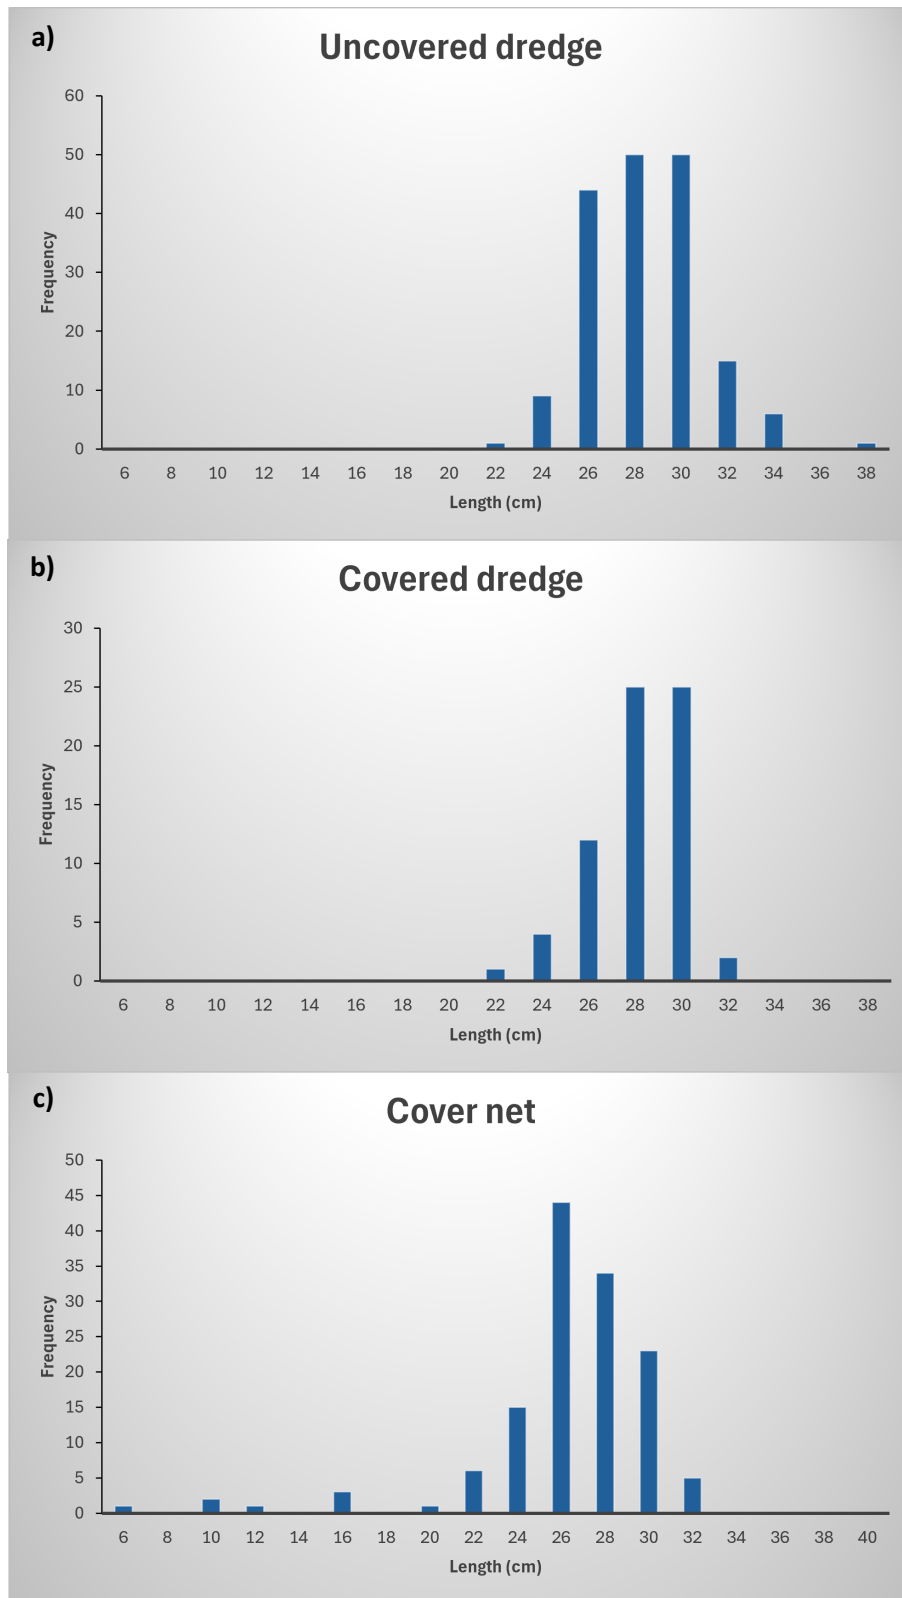 a)
Uncovered dredge
60
50
40
30
20
10
0
Frequency
6 8 10 12 14 16 18 20 22 24 26 28 30 32 34 36 38
Length (cm)
b)
Covered dredge
30
25
20
15
10
5
0
Frequency
6 8 10 12 14 16 18 20 22 24 26 28 30 32 34 36 38
Length (cm)
c)
Cover net
50
45
40
35
30
25
20
15
10
5
0
Frequency
6 8 10 12 14 16 18 20 22 24 26 28 30 32 34 36 38 40
Length (cm)